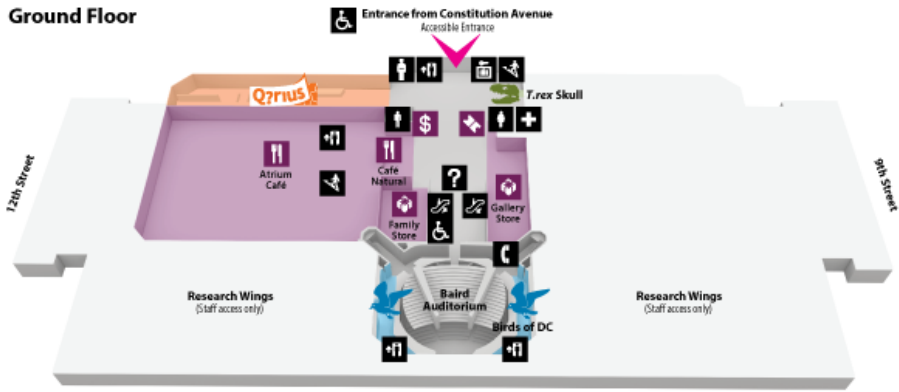 Ground Floor
Entrance from Constitution Avenue
Accessible Entrance
Q?rius
T.rex Skull
$
Atrium
Café
Café
Natural
?
Family
Store
Gallery
Store
12th Street
9th Street
Research Wings
(Staff access only)
Baird
Auditorium
Research Wings
(Staff access only)
Birds of DC